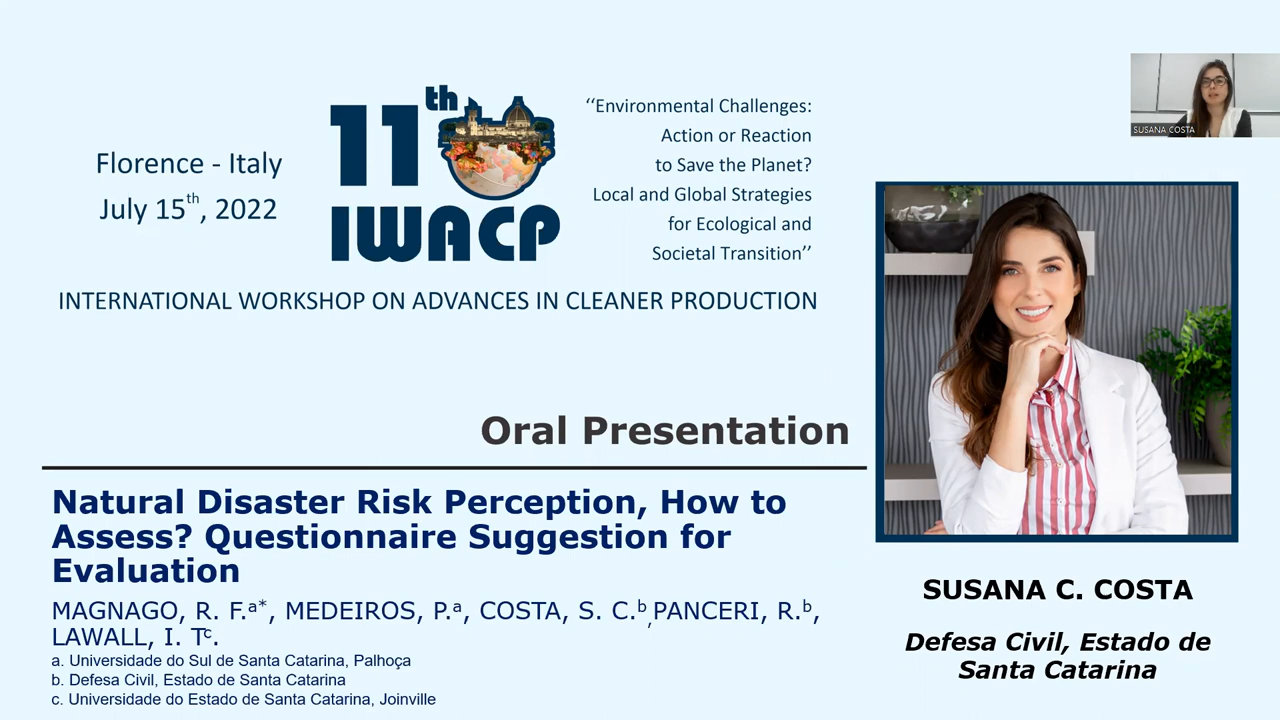 Florence - Italy
July 15th, 2022
11th
IWACP
“Environmental Challenges:
Action or Reaction
to Save the Planet?
Local and Global Strategies
for Ecological and
Societal Transition”
INTERNATIONAL WORKSHOP ON ADVANCES IN CLEANER PRODUCTION
SUSANA COSTA
Oral Presentation
Natural Disaster Risk Perception, How to
Assess? Questionnaire Suggestion for
Evaluation
MAGNAGO, R. F.a*, MEDEIROS, P.a, COSTA, S. C.b, PANCERI, R.b,
LAWALL, I. Tc.
a. Universidade do Sul de Santa Catarina, Palhoça
b. Defesa Civil, Estado de Santa Catarina
c. Universidade do Estado de Santa Catarina, Joinville
SUSANA C. COSTA
Defesa Civil, Estado de
Santa Catarina